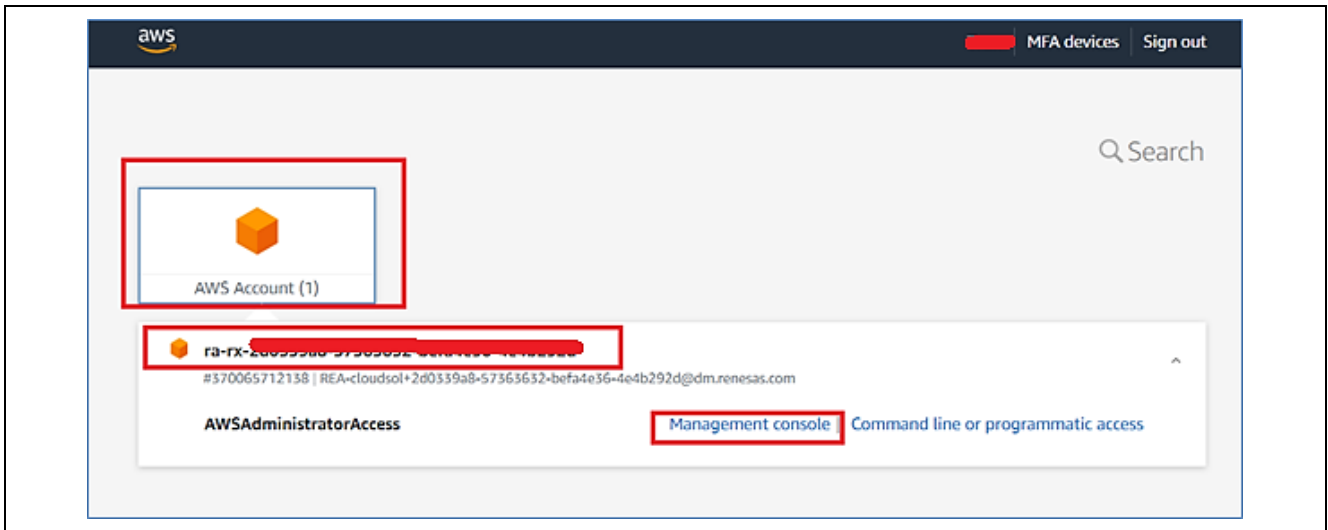 aws
MFA devices Sign out
Search
AWS Account (1)
ra-rx-
#370065712138 | REA-cloudsol+2d0339a8-57363632-befa4e36-4e4b292d@dm.renesas.com
AWSAdministratorAccess Management console | Command line or programmatic access